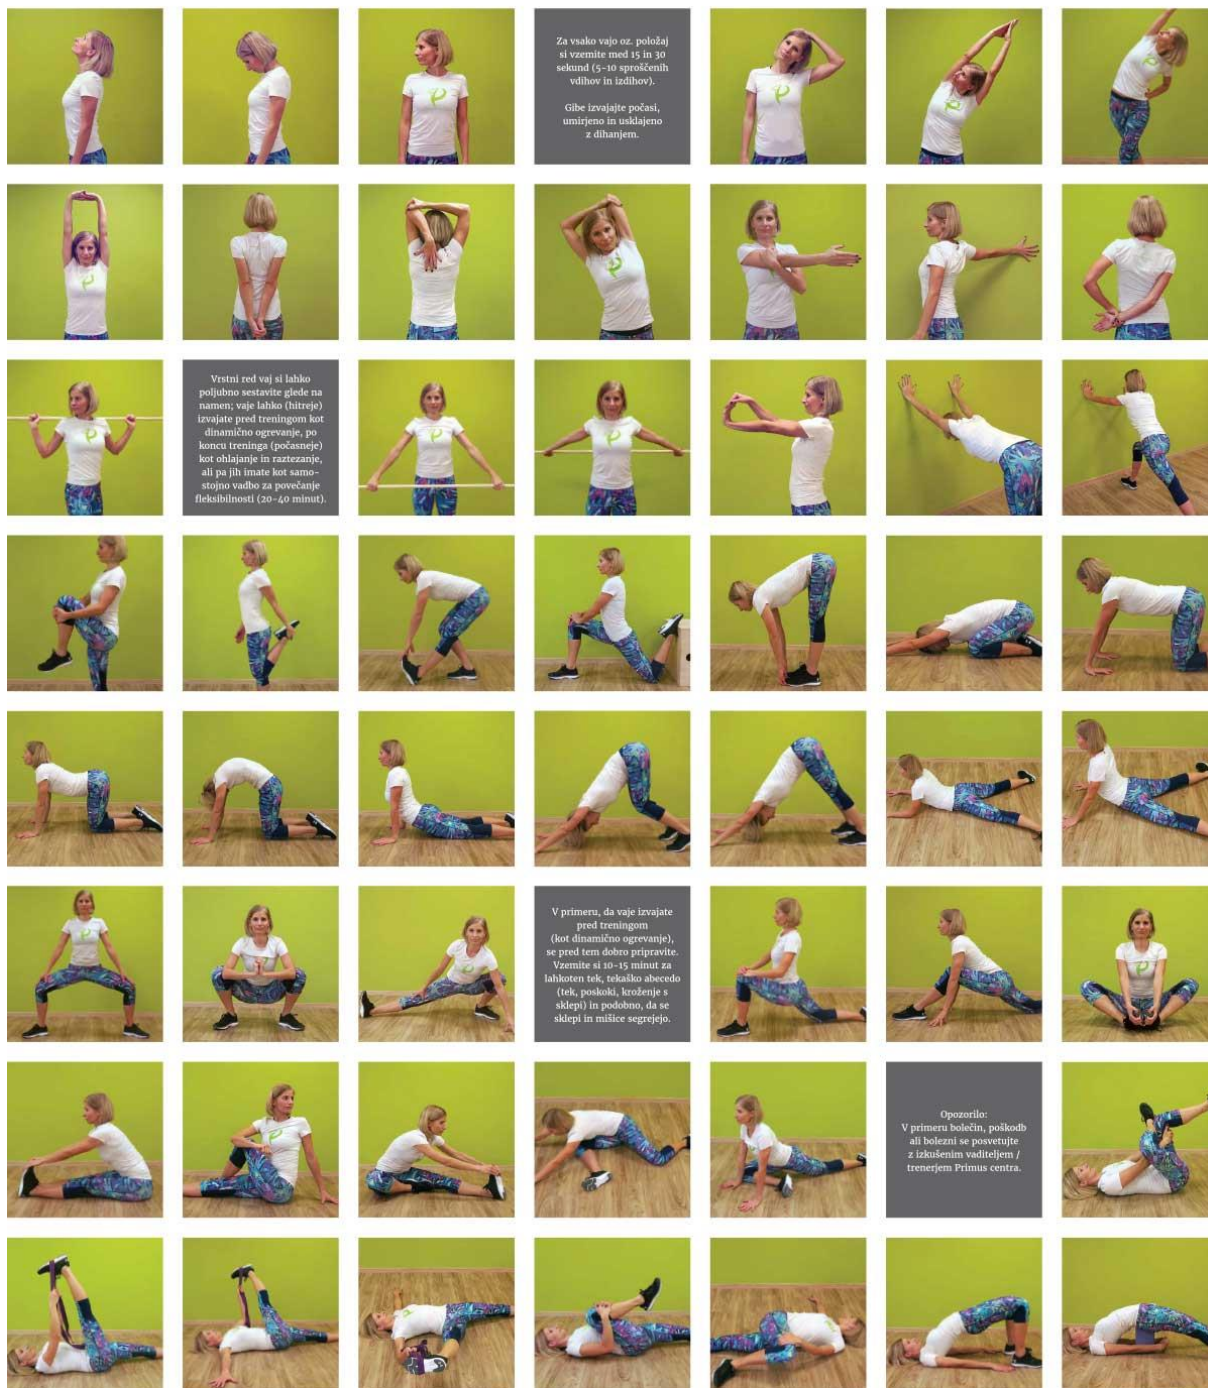 Za vsako vajo oz. položaj
si vzemite med 15 in 30
sekund (5-10 sproščenih
vdihov in izdihov).
Gibe izvajajte počasi,
umirjeno in usklajeno
z dihanjem.
Vrstni red vaj si lahko
poljubno sestavite glede na
namen; vaje lahko (hitreje)
izvajate pred treningom kot
dinamično ogrevanje, po
koncu treninga (počasneje)
kot ohlajanje in raztezanje,
ali pa jih imate kot samo-
stojno vadbo za povečanje
fleksibilnosti (20-40 minut).
V primeru, da vaje izvajate
pred treningom
(kot dinamično ogrevanje),
se pred tem dobro pripravite.
Vzemite si 10-15 minut za
lahkoten tek, tekaško abecedo
(tek, poskoki, kroženje s
sklepi) in podobno, da se
sklepi in mišice segrejejo.
Opozorilo:
V primeru bolečin, poškodb
ali bolezni se posvetujte
z izkušenim vaditeljem /
trenerjem Primus centra.